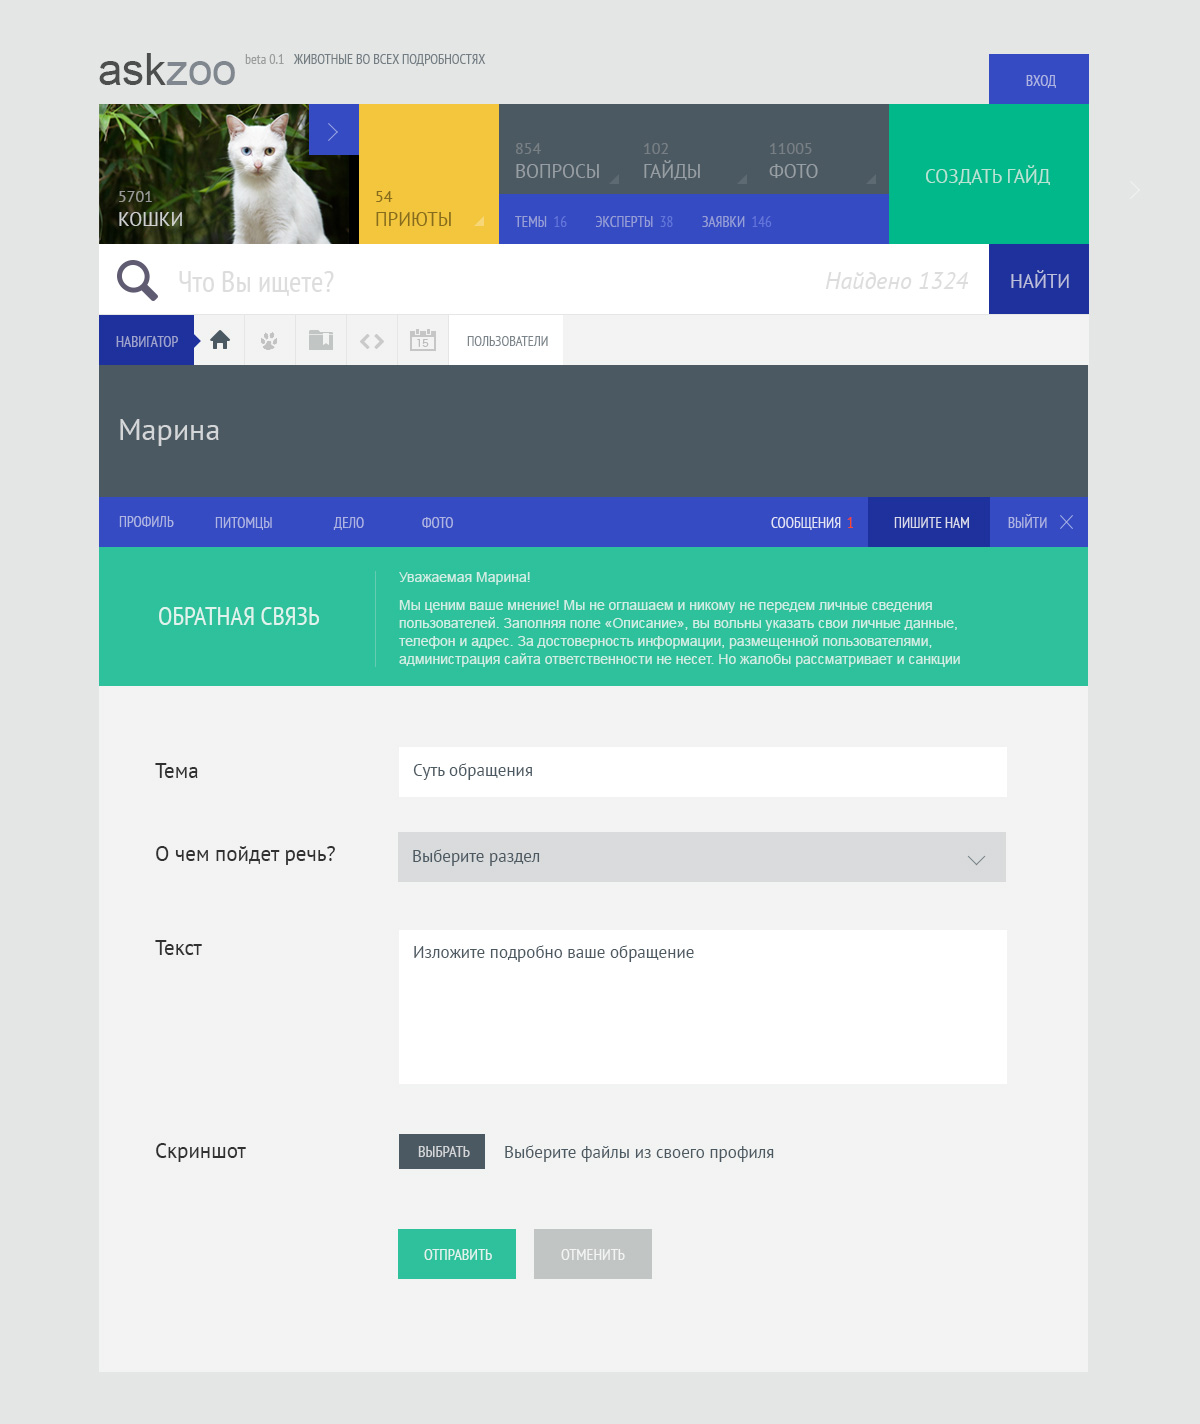 askzoo beta 0.1 ЖИВОТНЫЕ ВО ВСЕХ ПОДРОБНОСТЯХ
ВХОД
5701
КОШКИ
54
ПРИЮТЫ
854
ВОПРОСЫ
102
ГАЙДЫ
11005
ФОТО
ТЕМЫ 16 ЭКСПЕРТЫ 38 ЗАЯВКИ 146
СОЗДАТЬ ГАЙД
Что Вы ищете? Найдено 1324 НАЙТИ
НАВИГАТОР 15 ПОЛЬЗОВАТЕЛИ
Марина
ПРОФИЛЬ ПИТОМЦЫ ДЕЛО ФОТО СООБЩЕНИЯ 1 ПИШИТЕ НАМ ВЫЙТИ
ОБРАТНАЯ СВЯЗЬ
Уважаемая Марина!
Мы ценим ваше мнение! Мы не оглашаем и никому не передем личные сведения
пользователей. Заполняя поле «Описание», вы вольны указать свои личные данные,
телефон и адрес. За достоверность информации, размещенной пользователями,
администрация сайта ответственности не несет. Но жалобы рассматривает и санкции
Тема Суть обращения
О чем пойдет речь? Выберите раздел
Текст Изложите подробно ваше обращение
Скриншот ВЫБРАТЬ Выберите файлы из своего профиля
ОТПРАВИТЬ ОТМЕНИТЬ